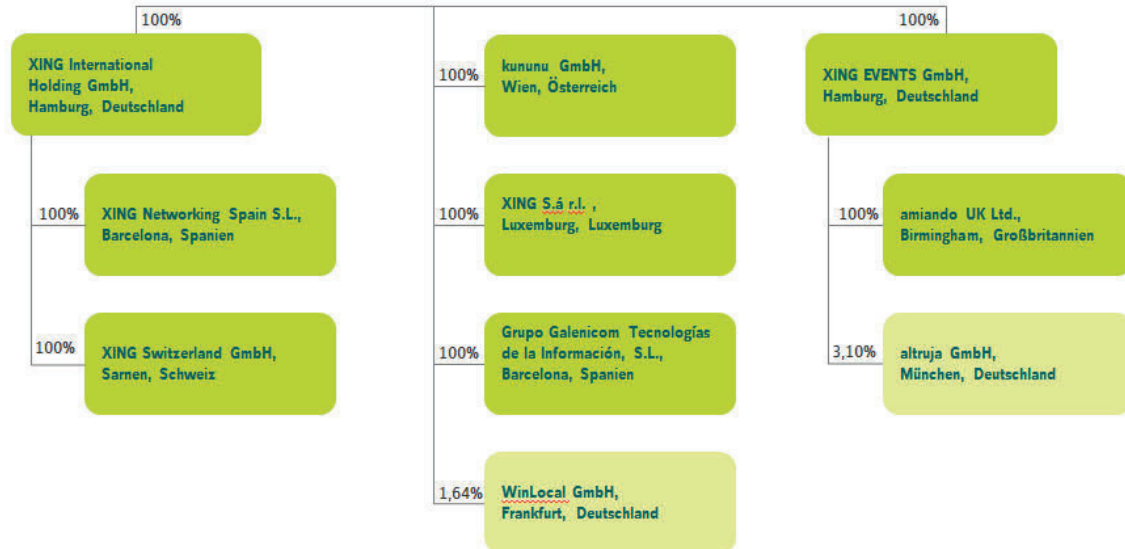 100%
100%
XING International
Holding GmbH,
Hamburg, Deutschland
100%
XING Networking Spain S.L.,
Barcelona, Spanien
100%
XING Switzerland GmbH,
Sarnen, Schweiz
100%
kununu GmbH,
Wien, Österreich
100%
XING S.á r.l. ,
Luxemburg, Luxemburg
100%
Grupo Galenicom Tecnologías
de la Información, S.L.,
Barcelona, Spanien
1,64%
WinLocal GmbH,
Frankfurt, Deutschland
XING EVENTS GmbH,
Hamburg, Deutschland
100%
amiando UK Ltd.,
Birmingham, Großbritannien
3,10%
altruja GmbH,
München, Deutschland